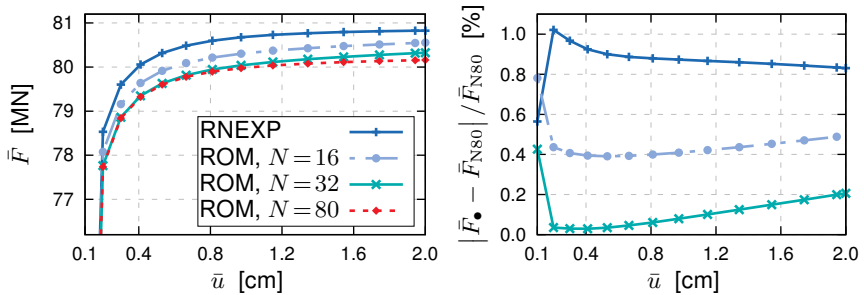 81
80
79
78
77
F̄ [MN]
0.1 0.4 0.8 1.2 1.6 2.0
ū [cm]
RNEXP
ROM, N = 16
ROM, N = 32
ROM, N = 80
1.0
0.8
0.6
0.4
0.2
0.0
|F̄● − F̄N80| / F̄N80 [%]
0.1 0.4 0.8 1.2 1.6 2.0
ū [cm]